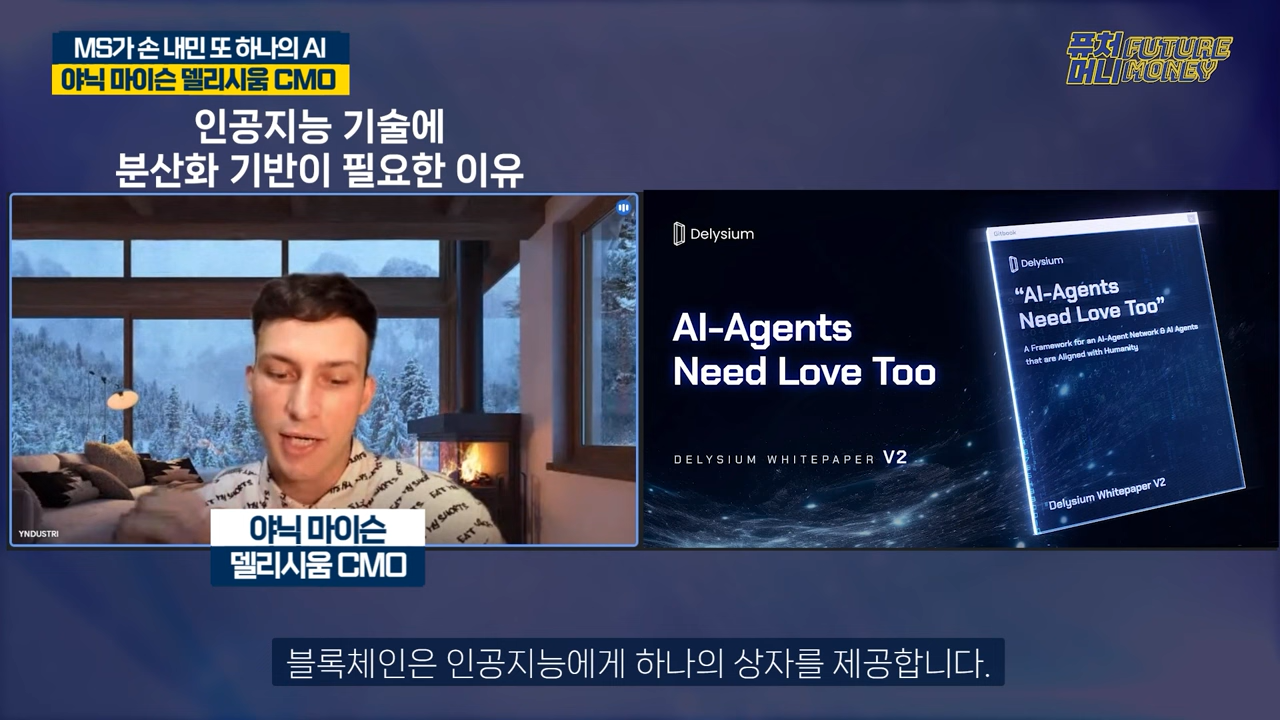 MS가 손 내민 또 하나의 AI
야닉 마이슨 델리시움 CMO
퓨처 FUTURE
머니 MONEY
인공지능 기술에
분산화 기반이 필요한 이유
YNDUSTRI
야닉 마이슨
델리시움 CMO
Delysium
AI-Agents
Need Love Too
DELYSIUM WHITEPAPER V2
Gitbook
Delysium
“AI-Agents
Need Love Too”
A Framework for an AI-Agent Network & AI Agents
that are Aligned with Humanity
Delysium Whitepaper V2
블록체인은 인공지능에게 하나의 상자를 제공합니다.